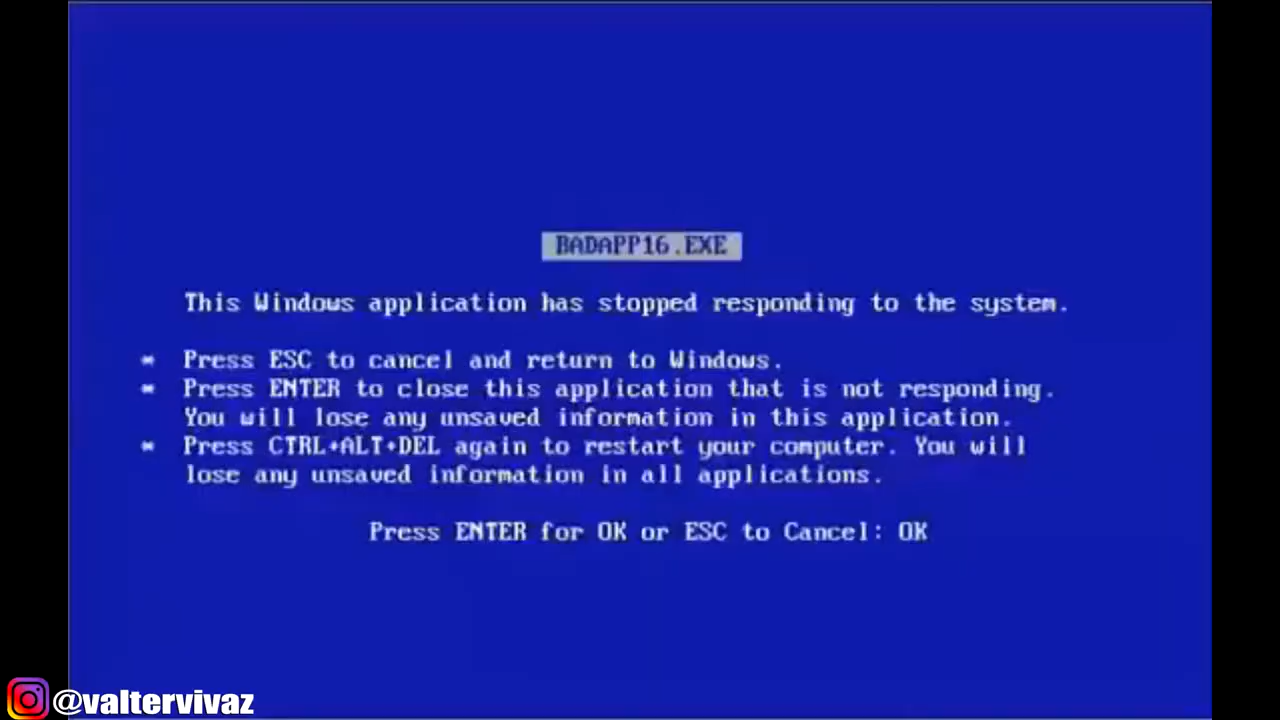 BADAPP16.EXE
This Windows application has stopped responding to the system.
* Press ESC to cancel and return to Windows.
* Press ENTER to close this application that is not responding.
You will lose any unsaved information in this application.
* Press CTRL+ALT+DEL again to restart your computer. You will
lose any unsaved information in all applications.
Press ENTER for OK or ESC to Cancel: OK
@valtervivaz